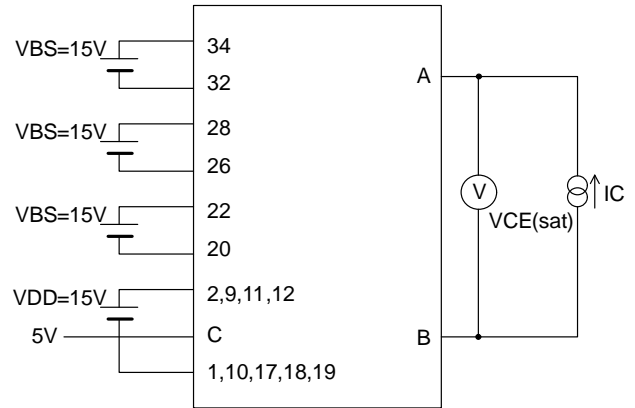 VBS=15V
34
32
VBS=15V
28
26
VBS=15V
22
20
VDD=15V
2,9,11,12
5V
C
1,10,17,18,19
A
V
VCE(sat)
IC
B